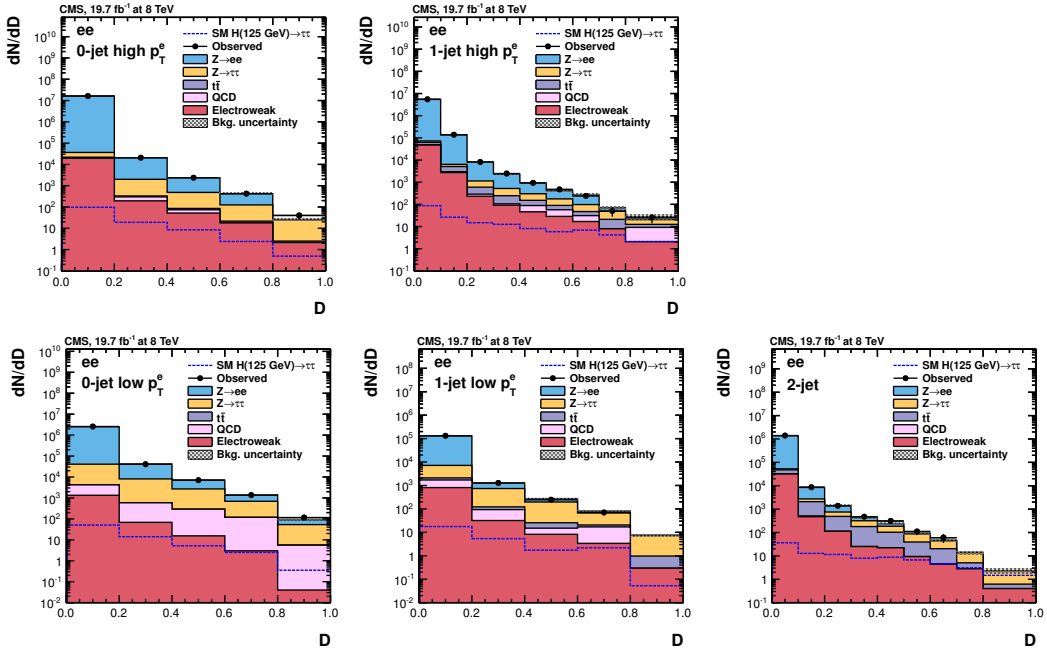 CMS, 19.7 fb⁻¹ at 8 TeV
dN/dD
ee
0-jet high p_T^e
SM H(125 GeV)→ττ
Observed
Z→ee
Z→ττ
tt̄
QCD
Electroweak
Bkg. uncertainty
10¹⁰
10⁹
10⁸
10⁷
10⁶
10⁵
10⁴
10³
10²
10
1
10⁻¹
0.0 0.2 0.4 0.6 0.8 1.0
D
CMS, 19.7 fb⁻¹ at 8 TeV
dN/dD
ee
1-jet high p_T^e
SM H(125 GeV)→ττ
Observed
Z→ee
Z→ττ
tt̄
QCD
Electroweak
Bkg. uncertainty
10¹⁰
10⁹
10⁸
10⁷
10⁶
10⁵
10⁴
10³
10²
10
1
10⁻¹
0.0 0.2 0.4 0.6 0.8 1.0
D
CMS, 19.7 fb⁻¹ at 8 TeV
dN/dD
ee
0-jet low p_T^e
SM H(125 GeV)→ττ
Observed
Z→ee
Z→ττ
tt̄
QCD
Electroweak
Bkg. uncertainty
10¹⁰
10⁹
10⁸
10⁷
10⁶
10⁵
10⁴
10³
10²
10
1
10⁻¹
10⁻²
0.0 0.2 0.4 0.6 0.8 1.0
D
CMS, 19.7 fb⁻¹ at 8 TeV
dN/dD
ee
1-jet low p_T^e
SM H(125 GeV)→ττ
Observed
Z→ee
Z→ττ
tt̄
QCD
Electroweak
Bkg. uncertainty
10⁸
10⁷
10⁶
10⁵
10⁴
10³
10²
10
1
10⁻¹
10⁻²
0.0 0.2 0.4 0.6 0.8 1.0
D
CMS, 19.7 fb⁻¹ at 8 TeV
dN/dD
ee
2-jet
SM H(125 GeV)→ττ
Observed
Z→ee
Z→ττ
tt̄
QCD
Electroweak
Bkg. uncertainty
10⁹
10⁸
10⁷
10⁶
10⁵
10⁴
10³
10²
10
1
10⁻¹
0.0 0.2 0.4 0.6 0.8 1.0
D